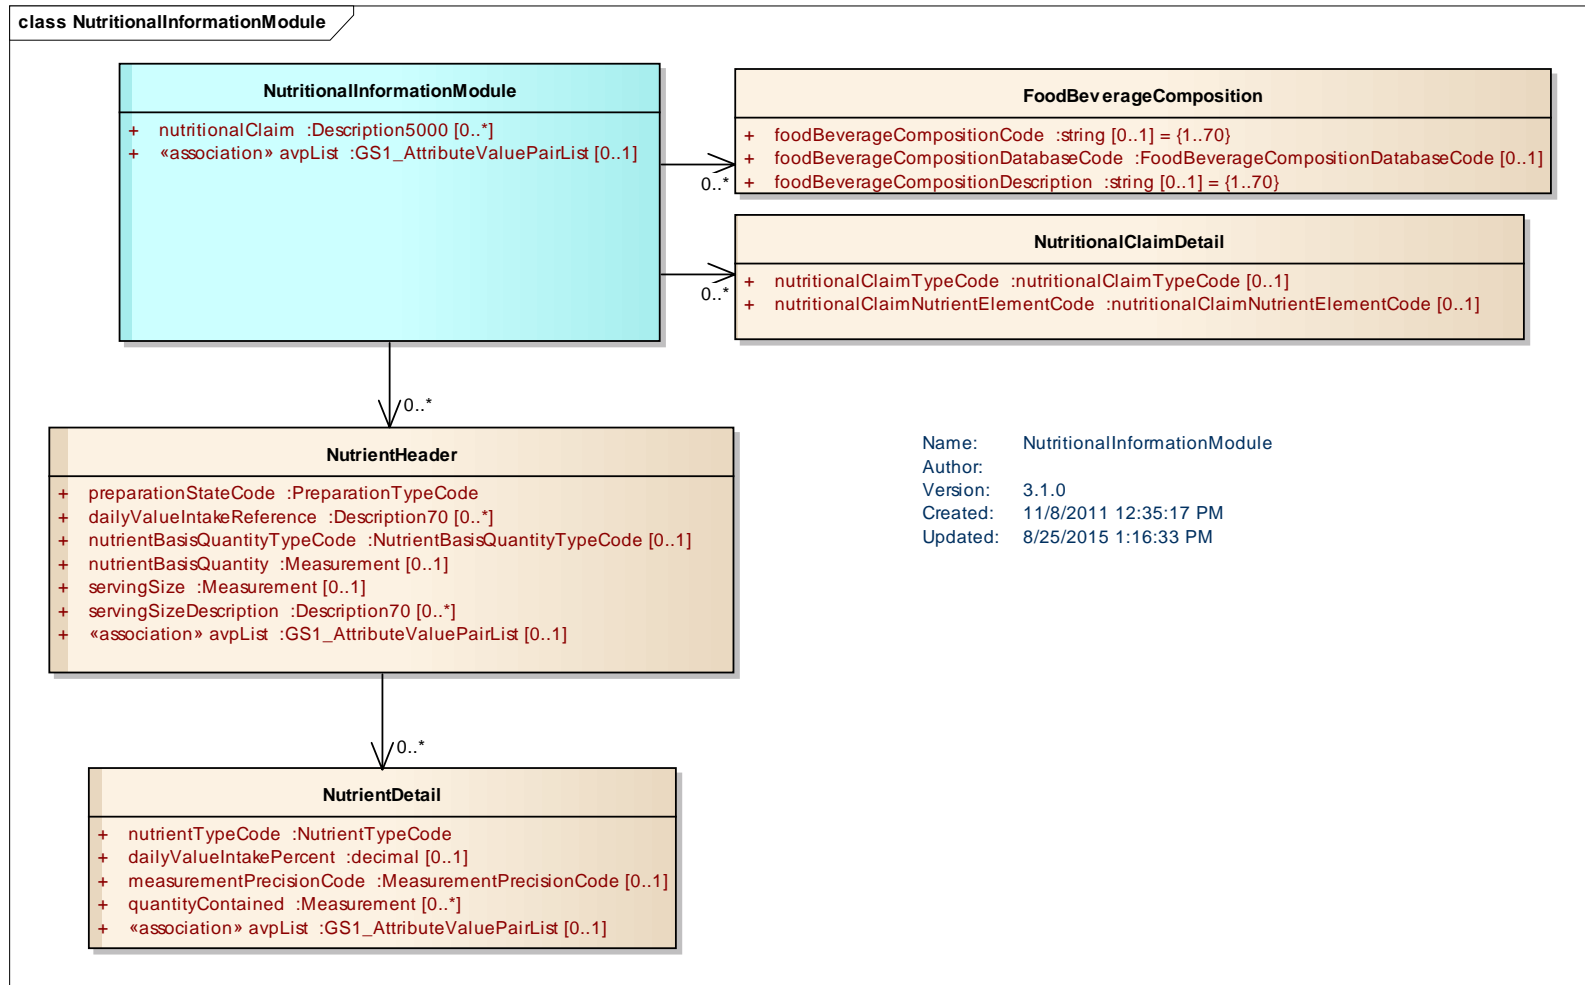 class NutritionalInformationModule
NutritionalInformationModule
+ nutritionalClaim :Description5000 [0..*]
+ «association» avpList :GS1_AttributeValuePairList [0..1]
0..*
0..*
0..*
FoodBeverageComposition
+ foodBeverageCompositionCode :string [0..1] = {1..70}
+ foodBeverageCompositionDatabaseCode :FoodBeverageCompositionDatabaseCode [0..1]
+ foodBeverageCompositionDescription :string [0..1] = {1..70}
NutritionalClaimDetail
+ nutritionalClaimTypeCode :nutritionalClaimTypeCode [0..1]
+ nutritionalClaimNutrientElementCode :nutritionalClaimNutrientElementCode [0..1]
NutrientHeader
+ preparationStateCode :PreparationTypeCode
+ dailyValueIntakeReference :Description70 [0..*]
+ nutrientBasisQuantityTypeCode :NutrientBasisQuantityTypeCode [0..1]
+ nutrientBasisQuantity :Measurement [0..1]
+ servingSize :Measurement [0..1]
+ servingSizeDescription :Description70 [0..*]
+ «association» avpList :GS1_AttributeValuePairList [0..1]
Name: NutritionalInformationModule
Author:
Version: 3.1.0
Created: 11/8/2011 12:35:17 PM
Updated: 8/25/2015 1:16:33 PM
0..*
NutrientDetail
+ nutrientTypeCode :NutrientTypeCode
+ dailyValueIntakePercent :decimal [0..1]
+ measurementPrecisionCode :MeasurementPrecisionCode [0..1]
+ quantityContained :Measurement [0..*]
+ «association» avpList :GS1_AttributeValuePairList [0..1]